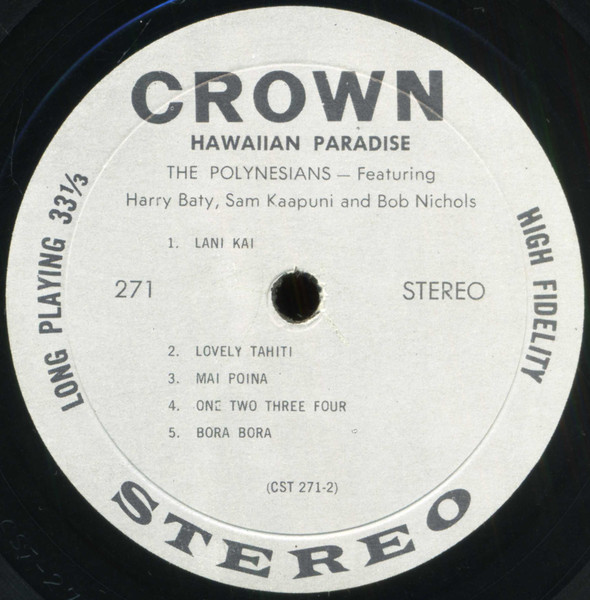 CROWN
HAWAIIAN PARADISE
THE POLYNESIANS — Featuring
Harry Baty, Sam Kaapuni and Bob Nichols
1. LANI KAI
271
STEREO
2. LOVELY TAHITI
3. MAI POINA
4. ONE TWO THREE FOUR
5. BORA BORA
(CST 271-2)
LONG PLAYING 33⅓
HIGH FIDELITY
STEREO